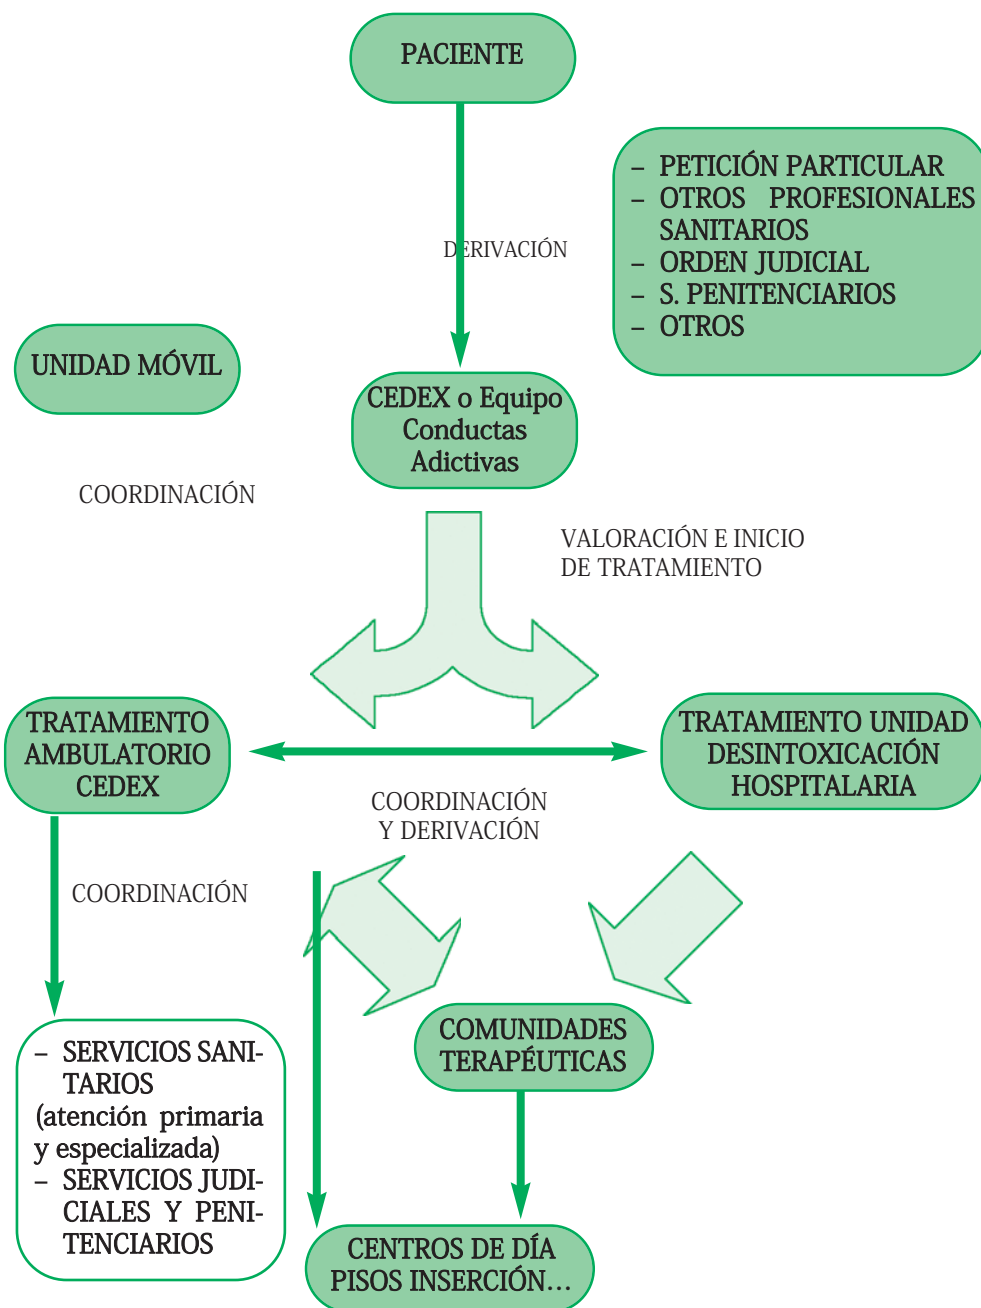 PACIENTE
– PETICIÓN PARTICULAR
– OTROS PROFESIONALES
SANITARIOS
– ORDEN JUDICIAL
– S. PENITENCIARIOS
– OTROS
DERIVACIÓN
UNIDAD MÓVIL
CEDEX o Equipo
Conductas
Adictivas
COORDINACIÓN
VALORACIÓN E INICIO
DE TRATAMIENTO
TRATAMIENTO
AMBULATORIO
CEDEX
TRATAMIENTO UNIDAD
DESINTOXICACIÓN
HOSPITALARIA
COORDINACIÓN
Y DERIVACIÓN
COORDINACIÓN
COMUNIDADES
TERAPÉUTICAS
– SERVICIOS SANI-
TARIOS
(atención primaria
y especializada)
– SERVICIOS JUDI-
CIALES Y PENI-
TENCIARIOS
CENTROS DE DÍA
PISOS INSERCIÓN...